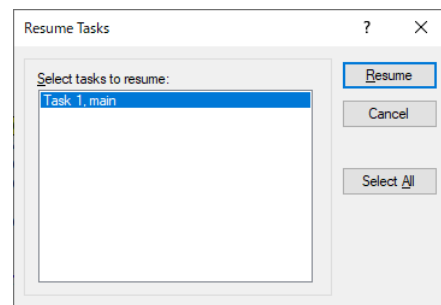 Resume Tasks
Select tasks to resume:
Task 1, main
Resume
Cancel
Select All